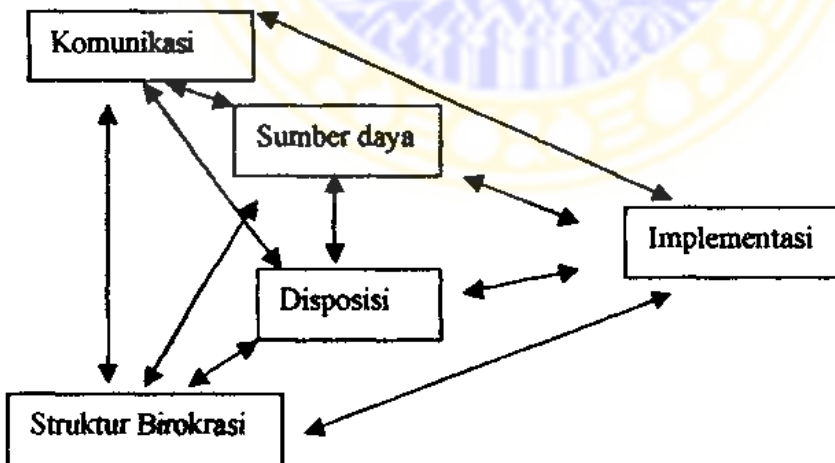 Komunikasi
Sumber daya
Implementasi
Disposisi
Struktur Birokrasi